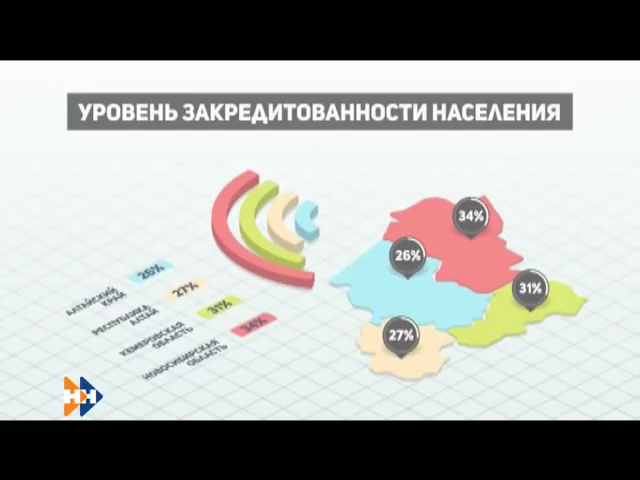 УРОВЕНЬ ЗАКРЕДИТОВАННОСТИ НАСЕЛЕНИЯ
34%
26%
31%
27%
АЛТАЙСКИЙ
КРАЙ
26%
РЕСПУБЛИКА
АЛТАЙ
27%
КЕМЕРОВСКАЯ
ОБЛАСТЬ
31%
НОВОСИБИРСКАЯ
ОБЛАСТЬ
34%
НН